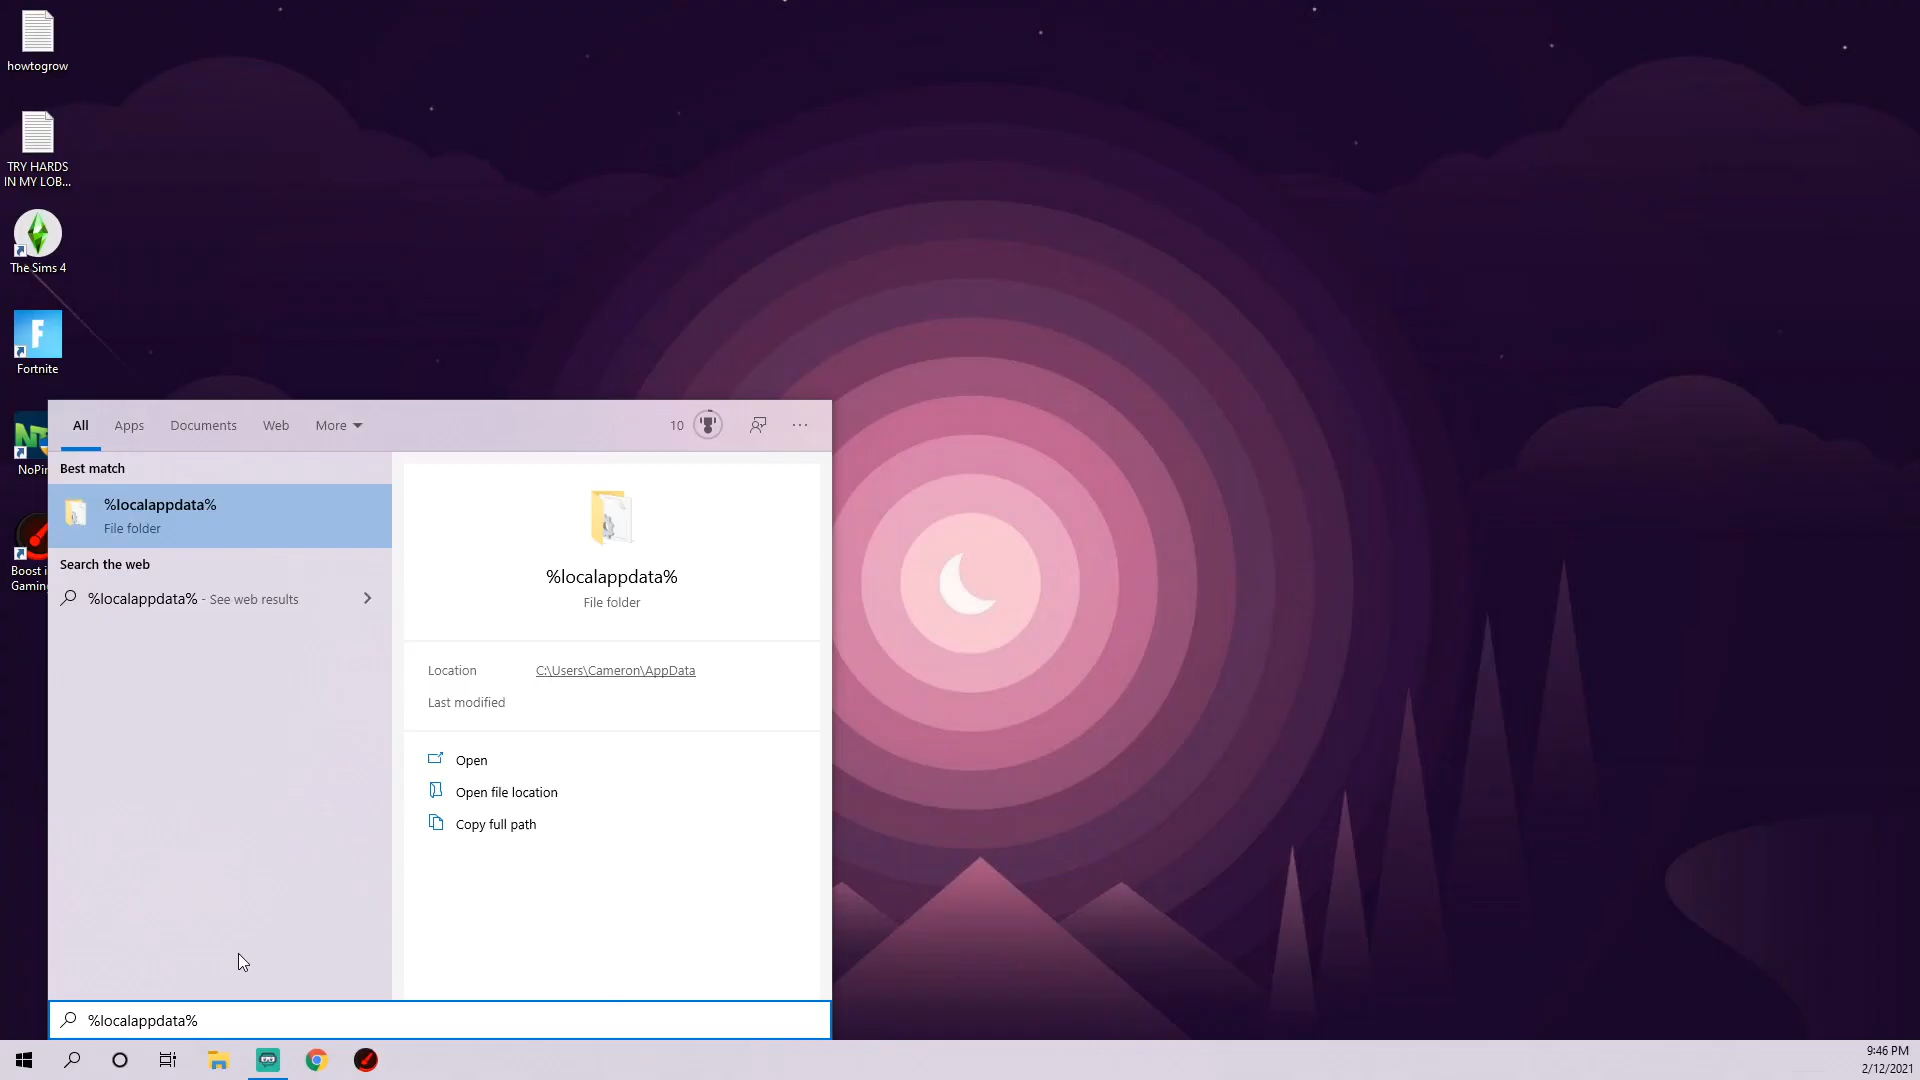 howtogrow
TRY HARDS
IN MY LOB...
The Sims 4
F
Fortnite
NoPin
Boost i
Gamin
All
Apps
Documents
Web
More
10
Best match
%localappdata%
File folder
Search the web
%localappdata% - See web results
%localappdata%
File folder
Location
C:\Users\Cameron\AppData
Last modified
Open
Open file location
Copy full path
%localappdata%
9:46 PM
2/12/2021